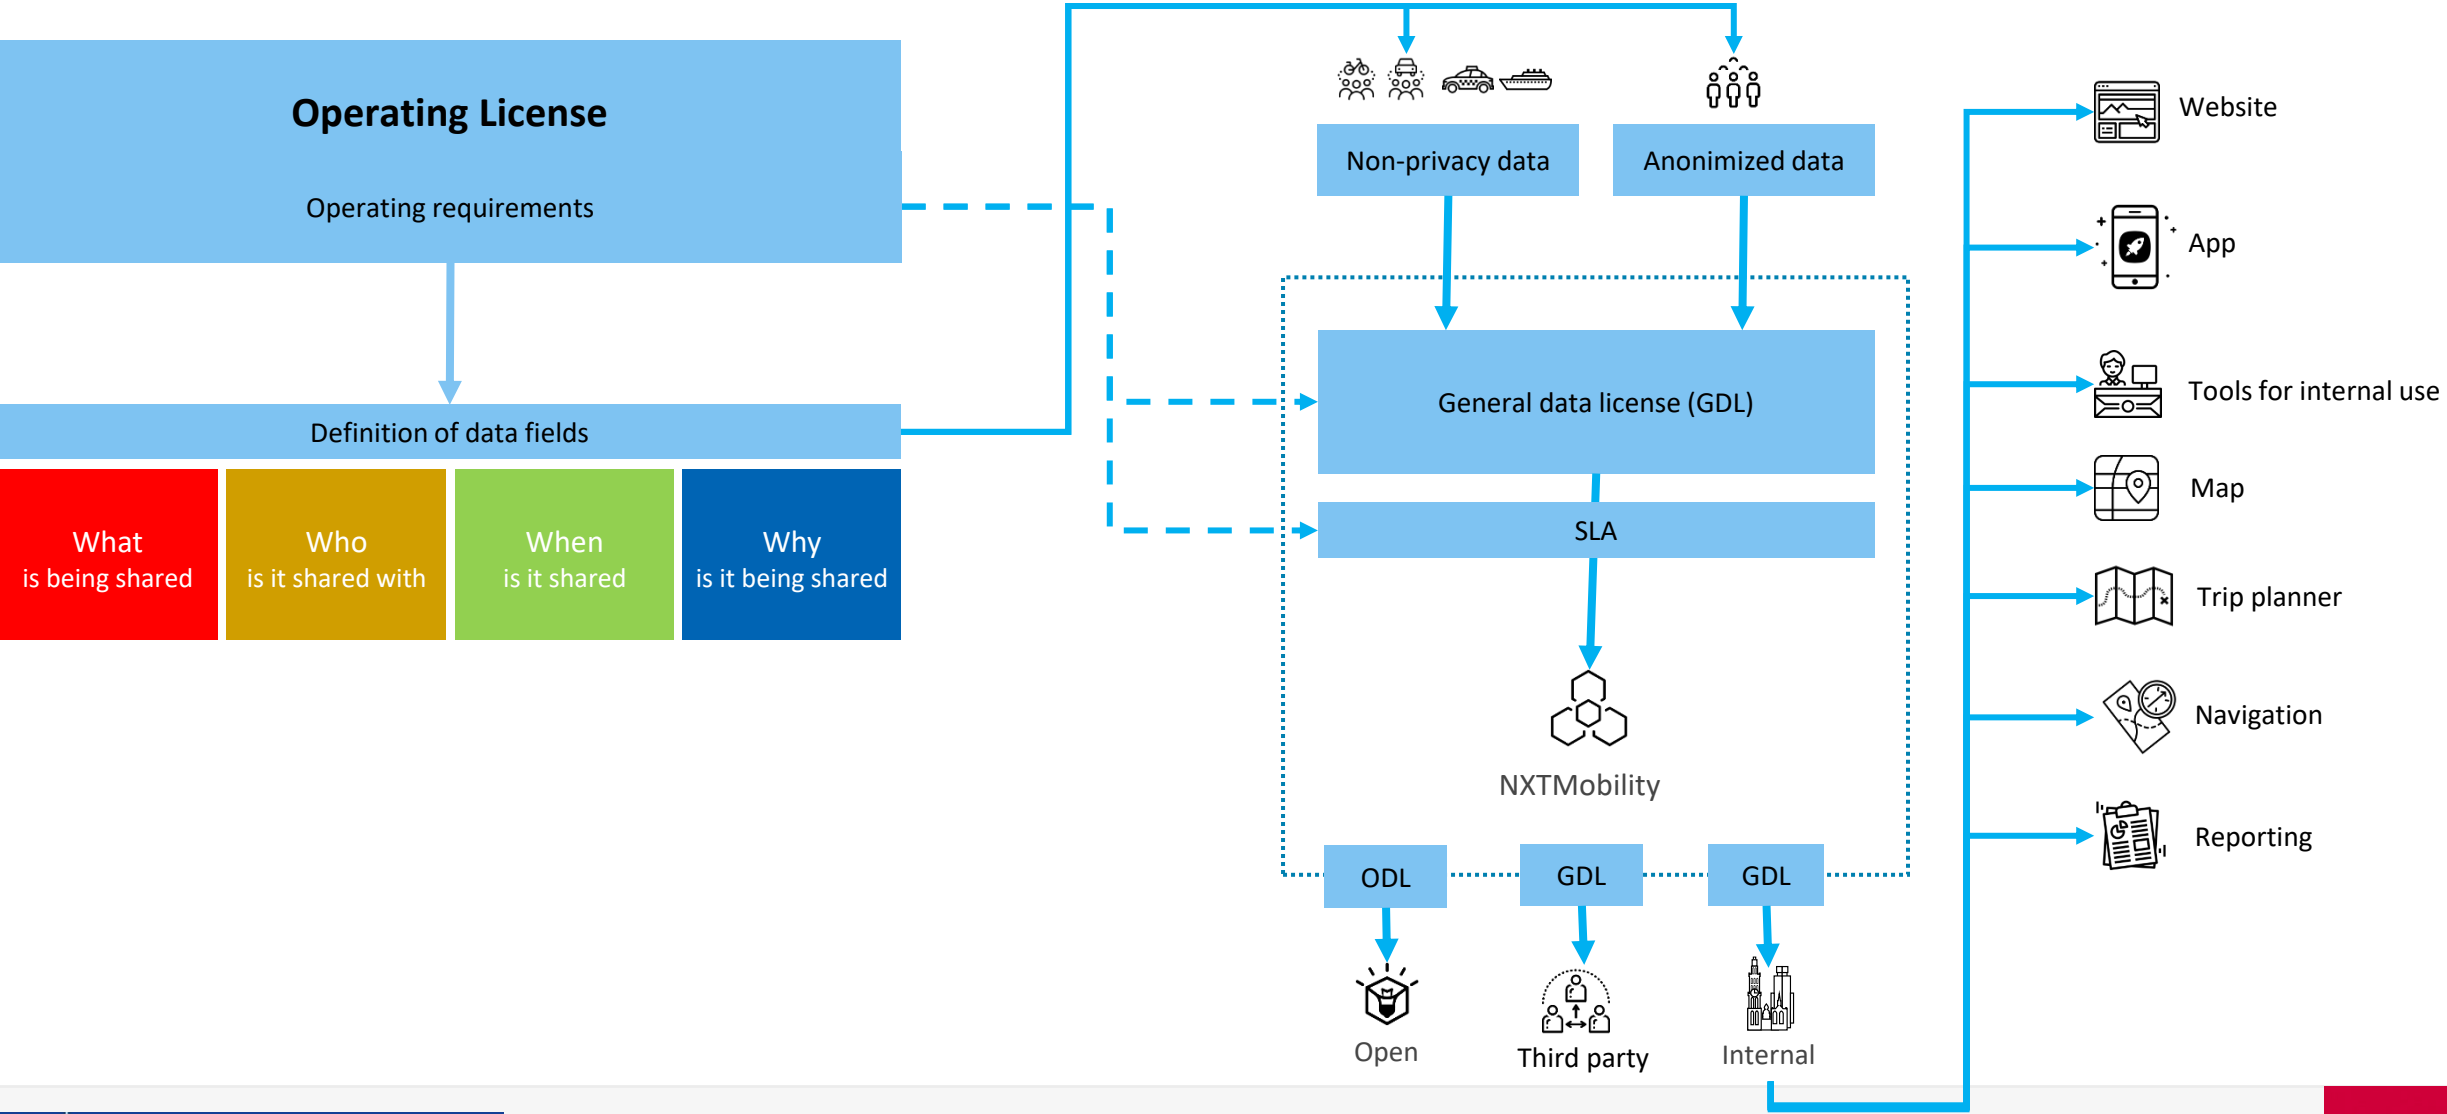 Operating License
Operating requirements
Definition of data fields
What
is being shared
Who
is it shared with
When
is it shared
Why
is it being shared
Non-privacy data
Anonimized data
General data license (GDL)
SLA
NXTMobility
ODL
GDL
GDL
Open
Third party
Internal
Website
App
Tools for internal use
Map
Trip planner
Navigation
Reporting